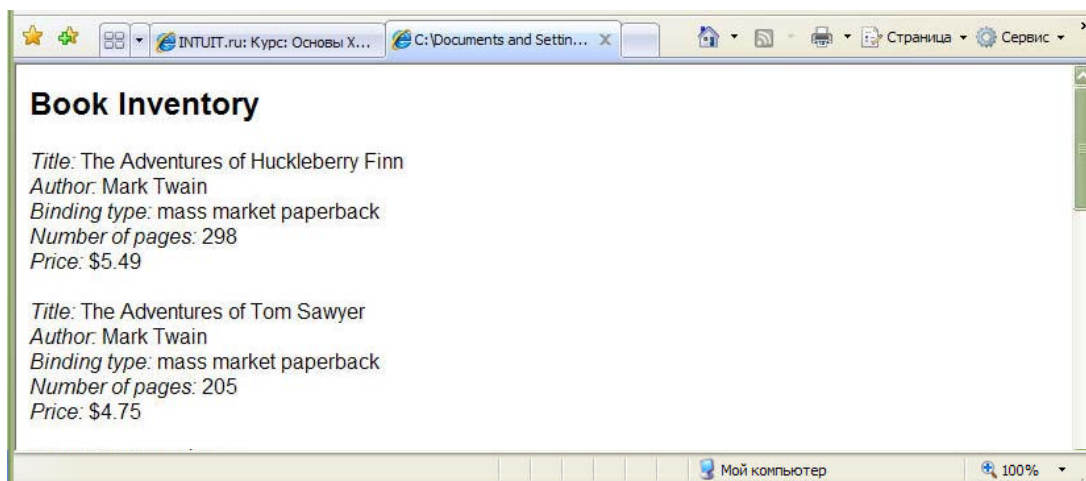 INTUIT.ru: Курс: Основы X... C:\Documents and Settin... X Страница Сервис
Book Inventory
Title: The Adventures of Huckleberry Finn
Author: Mark Twain
Binding type: mass market paperback
Number of pages: 298
Price: $5.49
Title: The Adventures of Tom Sawyer
Author: Mark Twain
Binding type: mass market paperback
Number of pages: 205
Price: $4.75
Мой компьютер 100%